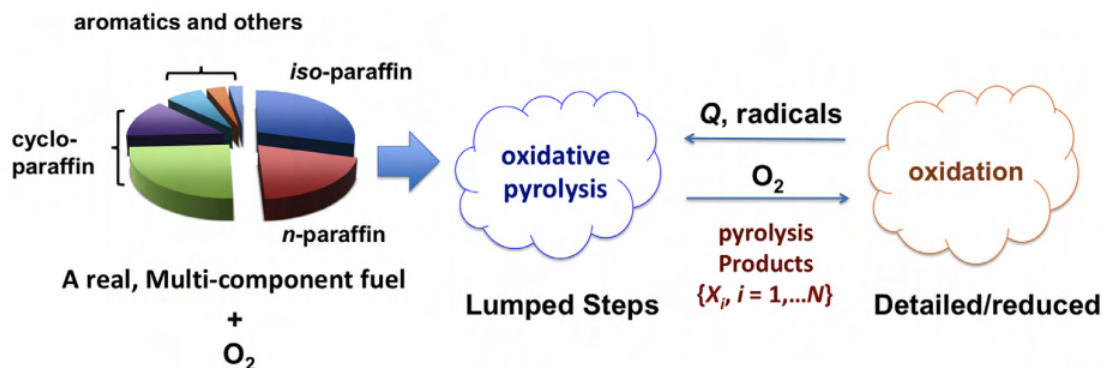 aromatics and others
iso-paraffin
cyclo-
paraffin
n-paraffin
A real, Multi-component fuel
+
O₂
oxidative
pyrolysis
Lumped Steps
Q, radicals
O₂
pyrolysis
Products
{Xᵢ, i = 1,...N}
oxidation
Detailed/reduced